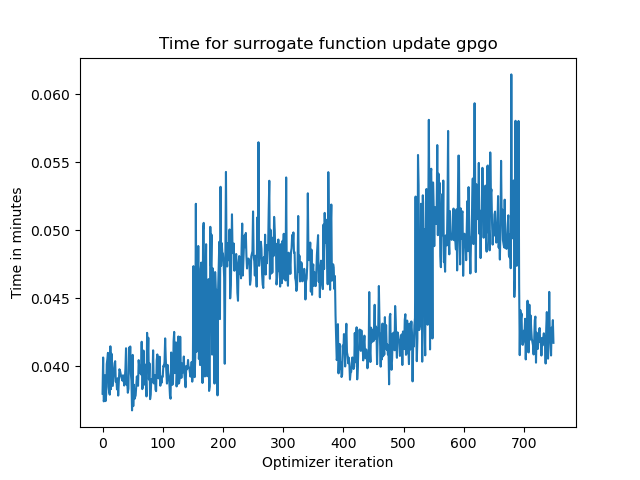 Time for surrogate function update gpgo
0.060
0.055
0.050
0.045
0.040
Time in minutes
0 100 200 300 400 500 600 700
Optimizer iteration